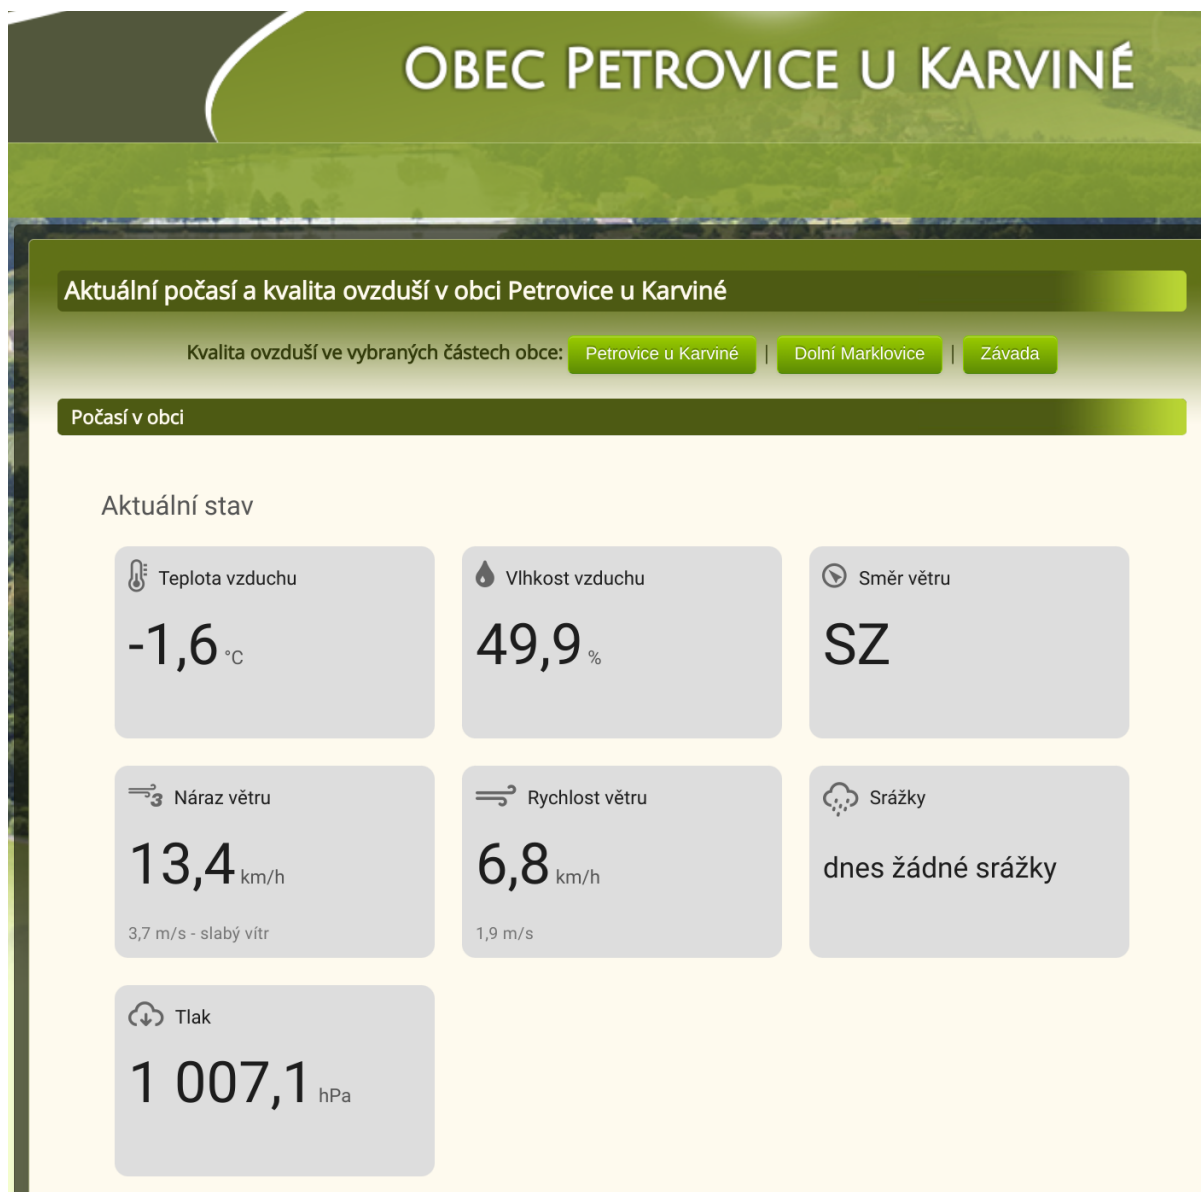 OBEC PETROVICE U KARVINÉ
Aktuální počasí a kvalita ovzduší v obci Petrovice u Karviné
Kvalita ovzduší ve vybraných částech obce: Petrovice u Karviné | Dolní Marklovice | Závada
Počasí v obci
Aktuální stav
Teplota vzduchu
-1,6 °C
Vlhkost vzduchu
49,9 %
Směr větru
SZ
Náraz větru
13,4 km/h
3,7 m/s - slabý vítr
Rychlost větru
6,8 km/h
1,9 m/s
Srážky
dnes žádné srážky
Tlak
1 007,1 hPa